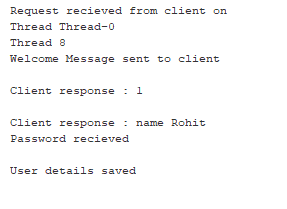 Request recieved from client on
Thread Thread-0
Thread 8
Welcome Message sent to client
Client response : 1
Client response : name Rohit
Password recieved
User details saved